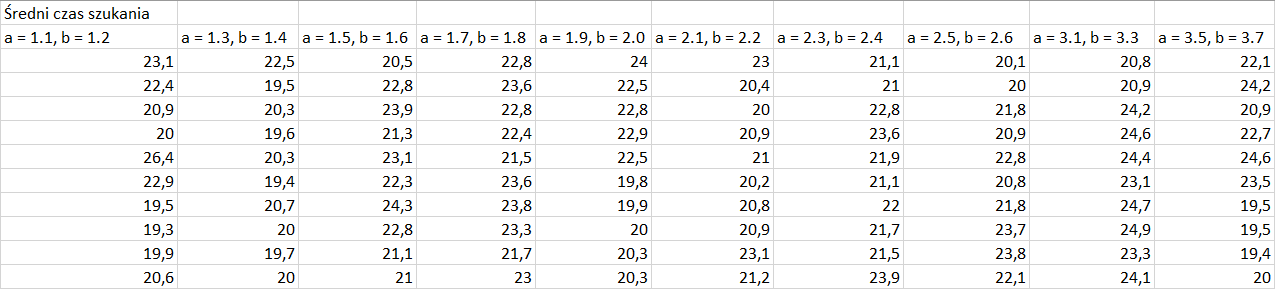 Średni czas szukania
a = 1.1, b = 1.2 a = 1.3, b = 1.4 a = 1.5, b = 1.6 a = 1.7, b = 1.8 a = 1.9, b = 2.0 a = 2.1, b = 2.2 a = 2.3, b = 2.4 a = 2.5, b = 2.6 a = 3.1, b = 3.3 a = 3.5, b = 3.7
23,1 22,5 20,5 22,8 24 23 21,1 20,1 20,8 22,1
22,4 19,5 22,8 23,6 22,5 20,4 21 20 20,9 24,2
20,9 20,3 23,9 22,8 22,8 20 22,8 21,8 24,2 20,9
20 19,6 21,3 22,4 22,9 20,9 23,6 20,9 24,6 22,7
26,4 20,3 23,1 21,5 22,5 21 21,9 22,8 24,4 24,6
22,9 19,4 22,3 23,6 19,8 20,2 21,1 20,8 23,1 23,5
19,5 20,7 24,3 23,8 19,9 20,8 22 21,8 24,7 19,5
19,3 20 22,8 23,3 20 20,9 21,7 23,7 24,9 19,5
19,9 19,7 21,1 21,7 20,3 23,1 21,5 23,8 23,3 19,4
20,6 20 21 23 20,3 21,2 23,9 22,1 24,1 20